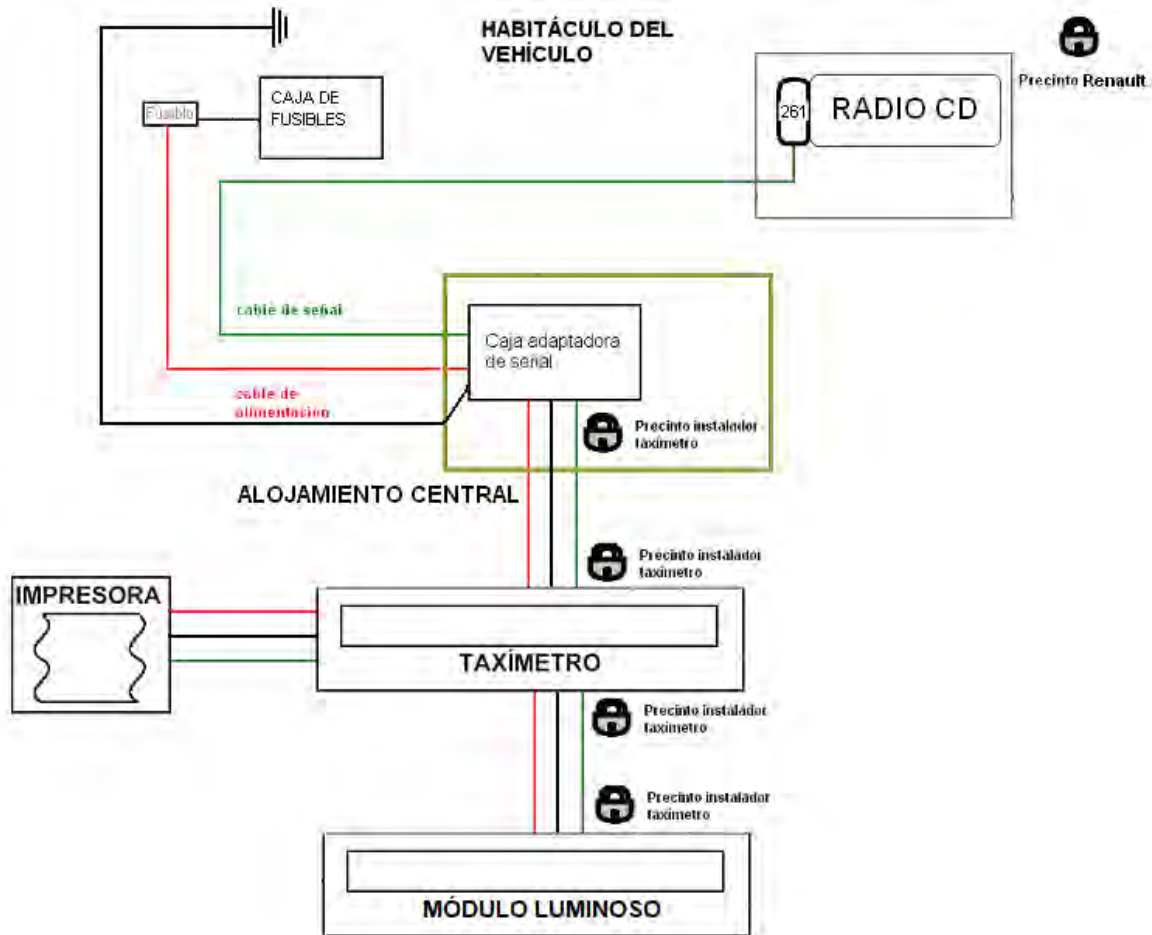 HABITÁCULO DEL
VEHÍCULO
Precinto Renault
CAJA DE
FUSIBLES
Fusible
261
RADIO CD
cable de señal
Caja adaptadora
de señal
cable de
alimentacion
Precinto instalador
taxímetro
ALOJAMIENTO CENTRAL
Precinto instalador
taxímetro
IMPRESORA
TAXÍMETRO
Precinto instalador
taxímetro
Precinto instalador
taxímetro
MÓDULO LUMINOSO